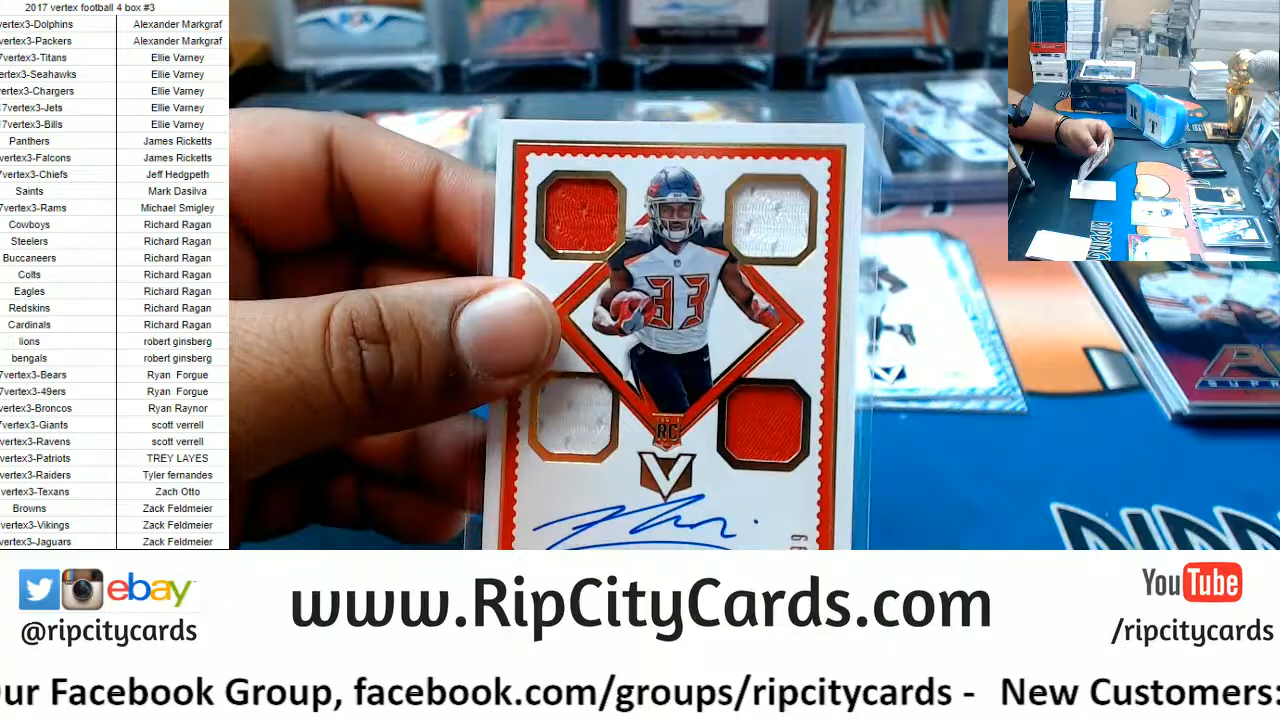 2017 vertex football 4 box #3
vertex3-Dolphins Alexander Markgraf
vertex3-Packers Alexander Markgraf
7vertex3-Titans Ellie Varney
ertex3-Seahawks Ellie Varney
ertex3-Chargers Ellie Varney
17vertex3-Jets Ellie Varney
17vertex3-Bills Ellie Varney
Panthers James Ricketts
vertex3-Falcons James Ricketts
7vertex3-Chiefs Jeff Hedgpeth
Saints Mark Dasilva
7vertex3-Rams Michael Smigley
Cowboys Richard Ragan
Steelers Richard Ragan
Buccaneers Richard Ragan
Colts Richard Ragan
Eagles Richard Ragan
Redskins Richard Ragan
Cardinals Richard Ragan
lions robert ginsberg
bengals robert ginsberg
7vertex3-Bears Ryan Forgue
7vertex3-49ers Ryan Forgue
vertex3-Broncos Ryan Raynor
7vertex3-Giants scott verrell
vertex3-Ravens scott verrell
vertex3-Patriots TREY LAYES
vertex3-Raiders Tyler fernandes
vertex3-Texans Zach Otto
Browns Zack Feldmeier
vertex3-Vikings Zack Feldmeier
vertex3-Jaguars Zack Feldmeier
33
RC
V
99
RIPPING
ebay
@ripcitycards
www.RipCityCards.com
YouTube
/ripcitycards
our Facebook Group, facebook.com/groups/ripcitycards - New Customers: